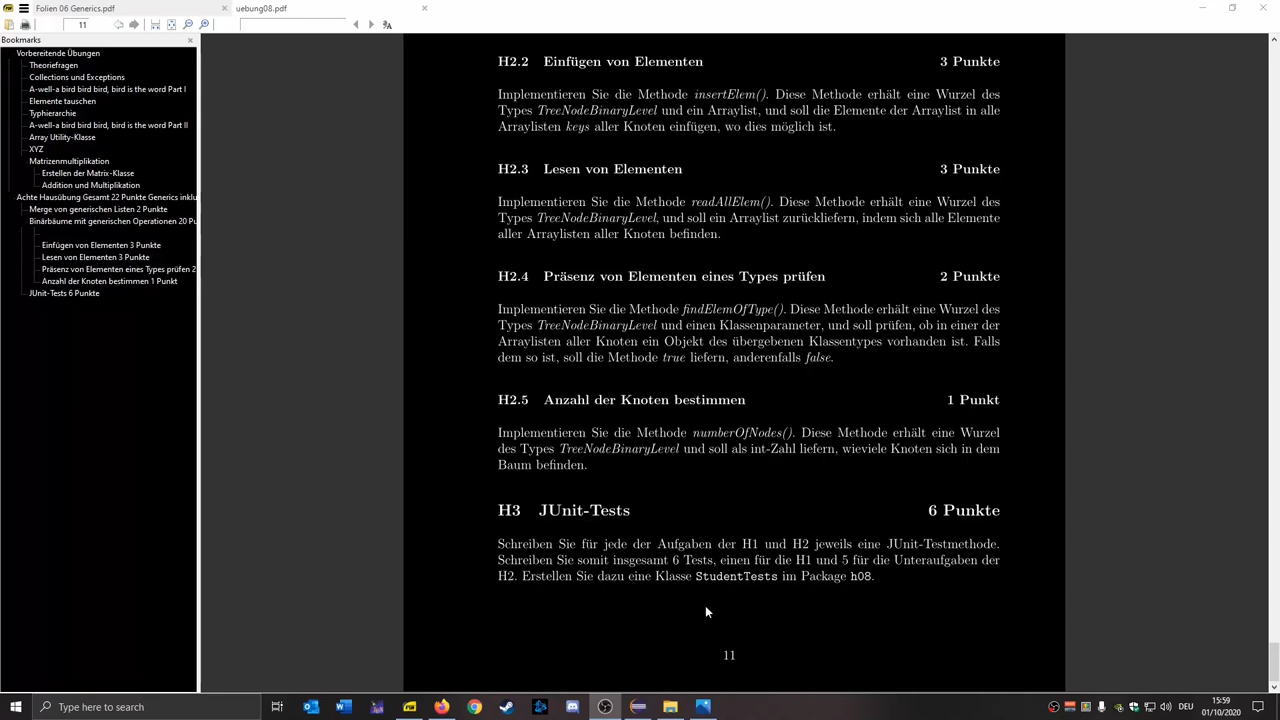 Folien 06 Generics.pdf
uebung08.pdf
11
Bookmarks
Vorbereitende Übungen
Theoriefragen
Collections und Exceptions
A-well-a bird bird bird, bird is the word Part I
Elemente tauschen
Typhierarchie
A-well-a bird bird bird, bird is the word Part II
Array Utility-Klasse
XYZ
Matrizenmultiplikation
Erstellen der Matrix-Klasse
Addition und Multiplikation
Achte Hausübung Gesamt 22 Punkte Generics inklu
Merge von generischen Listen 2 Punkte
Binärbäume mit generischen Operationen 20 Pu
Einfügen von Elementen 3 Punkte
Lesen von Elementen 3 Punkte
Präsenz von Elementen eines Types prüfen 2
Anzahl der Knoten bestimmen 1 Punkt
JUnit-Tests 6 Punkte
H2.2 Einfügen von Elementen 3 Punkte
Implementieren Sie die Methode insertElem(). Diese Methode erhält eine Wurzel des
Types TreeNodeBinaryLevel und ein Arraylist, und soll die Elemente der Arraylist in alle
Arraylisten keys aller Knoten einfügen, wo dies möglich ist.
H2.3 Lesen von Elementen 3 Punkte
Implementieren Sie die Methode readAllElem(). Diese Methode erhält eine Wurzel des
Types TreeNodeBinaryLevel, und soll ein Arraylist zurückliefern, indem sich alle Elemente
aller Arraylisten aller Knoten befinden.
H2.4 Präsenz von Elementen eines Types prüfen 2 Punkte
Implementieren Sie die Methode findElemOfType(). Diese Methode erhält eine Wurzel des
Types TreeNodeBinaryLevel und einen Klassenparameter, und soll prüfen, ob in einer der
Arraylisten aller Knoten ein Objekt des übergebenen Klassentypes vorhanden ist. Falls
dem so ist, soll die Methode true liefern, anderenfalls false.
H2.5 Anzahl der Knoten bestimmen 1 Punkt
Implementieren Sie die Methode numberOfNodes(). Diese Methode erhält eine Wurzel
des Types TreeNodeBinaryLevel und soll als int-Zahl liefern, wieviele Knoten sich in dem
Baum befinden.
H3 JUnit-Tests 6 Punkte
Schreiben Sie für jede der Aufgaben der H1 und H2 jeweils eine JUnit-Testmethode.
Schreiben Sie somit insgesamt 6 Tests, einen für die H1 und 5 für die Unteraufgaben der
H2. Erstellen Sie dazu eine Klasse StudentTests im Package h08.
11
Type here to search
DEU
15:59
01/10/2020